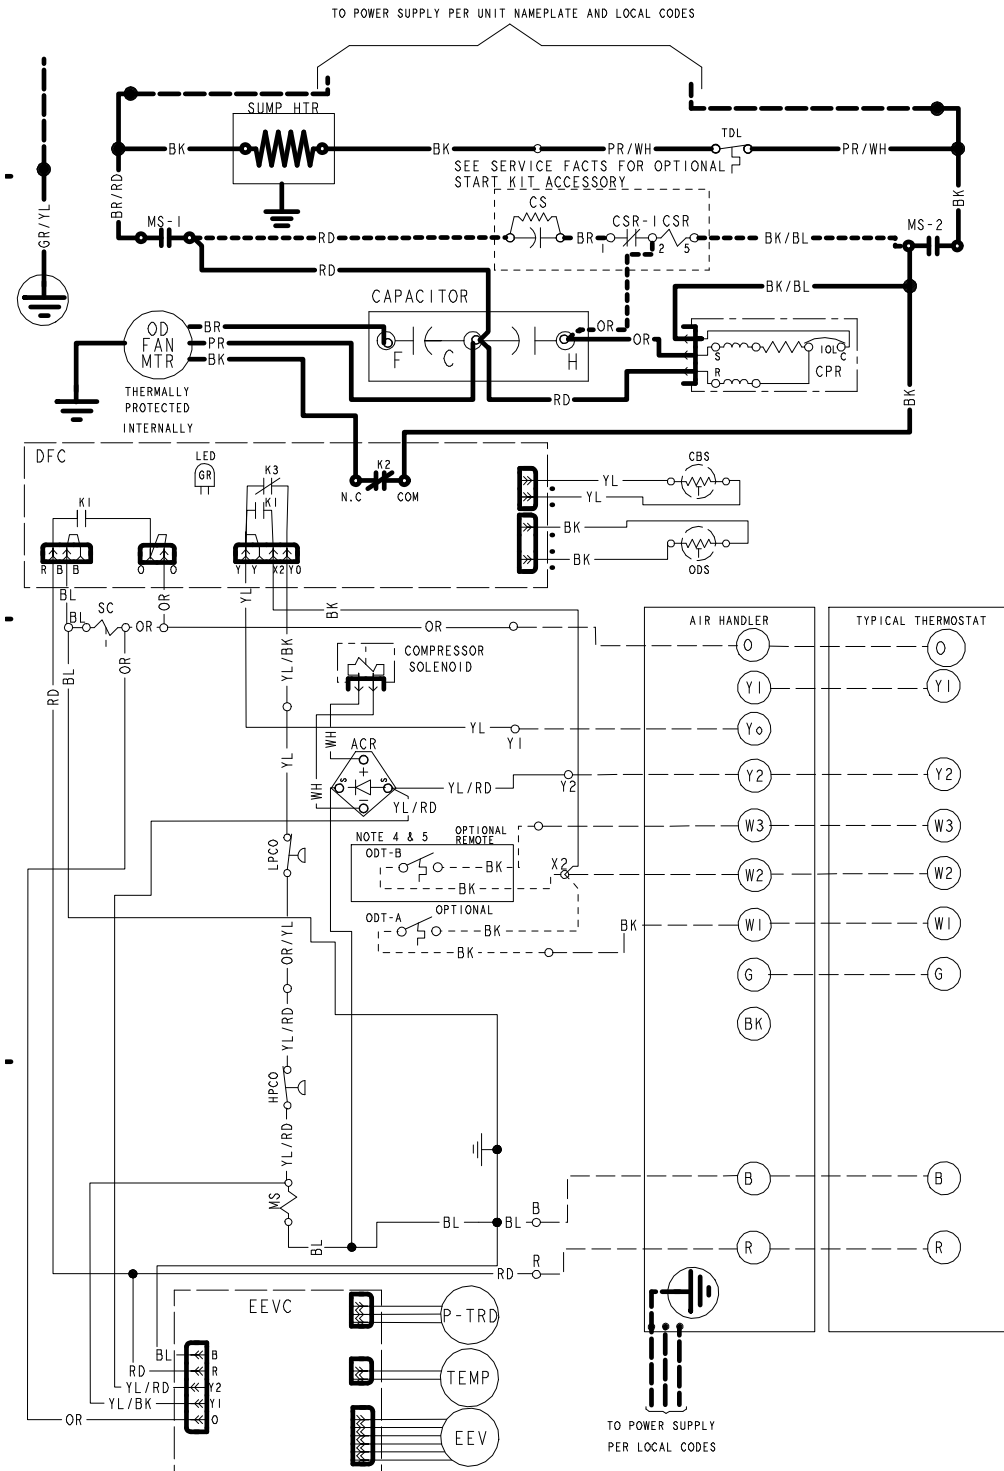 TO POWER SUPPLY PER UNIT NAMEPLATE AND LOCAL CODES
SUMP HTR
BK
BK
PR/WH
TDL
PR/WH
SEE SERVICE FACTS FOR OPTIONAL
START KIT ACCESSORY
BR/RD
GR/YL
BK
MS-1
RD
CS
BR
CSR-1 CSR
1
2
5
BK/BL
MS-2
RD
BK/BL
CAPACITOR
OD
FAN
MTR
BR
PR
BK
F
C
H
OR
OR
S
R
IOL
C
CPR
RD
BK
THERMALLY
PROTECTED
INTERNALLY
DFC
LED
GR
K3
K1
K1
K2
N.C
COM
YL
YL
CBS
BK
BK
ODS
R B B
O O
Y Y X2 YO
BL
BL
SC
OR
OR
YL
BK
OR
OR
YL/BK
RD
BL
COMPRESSOR
SOLENOID
YL
Y1
WH
ACR
+
S
S
-
WH
YL
YL/RD
Y2
YL/RD
LPCO
NOTE 4 & 5
OPTIONAL
REMOTE
ODT-B
BK
BK
X2
ODT-A
OPTIONAL
BK
BK
BK
OR/YL
YL/RD
HPCO
YL/RD
MS
BL
BL
BL
B
RD
R
AIR HANDLER
TYPICAL THERMOSTAT
O
O
Y1
Y1
Yo
Y2
Y2
W3
W3
W2
W2
W1
W1
G
G
BK
B
B
R
R
EEVC
P-TRD
TEMP
EEV
BL
B
RD
R
YL/RD
Y2
YL/BK
Y1
OR
O
TO POWER SUPPLY
PER LOCAL CODES